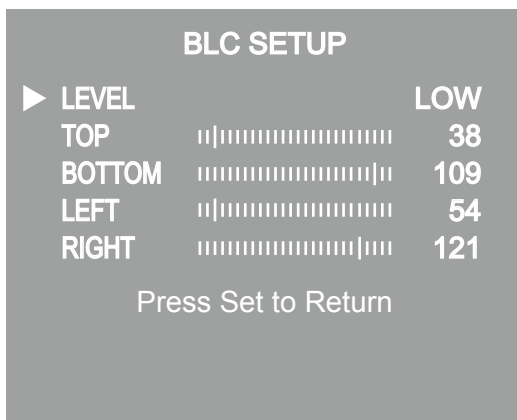 BLC SETUP
LEVEL LOW
TOP 38
BOTTOM 109
LEFT 54
RIGHT 121
Press Set to Return